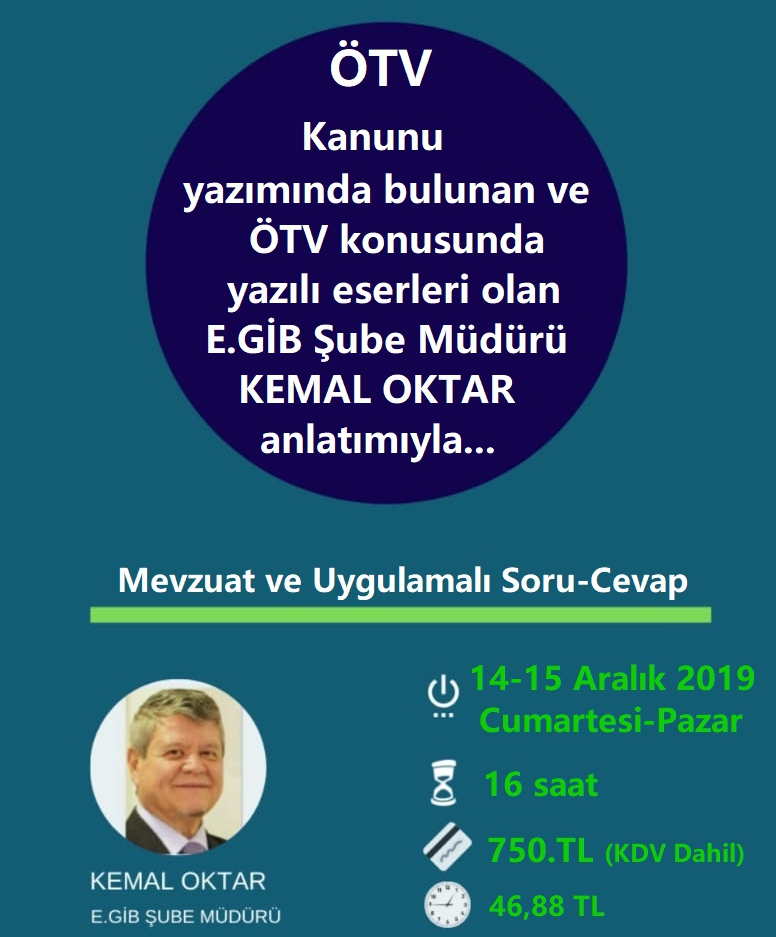 ÖTV
Kanunu
yazımında bulunan ve
ÖTV konusunda
yazılı eserleri olan
E.GİB Şube Müdürü
KEMAL OKTAR
anlatımıyla...
Mevzuat ve Uygulamalı Soru-Cevap
14-15 Aralık 2019
Cumartesi-Pazar
16 saat
750.TL (KDV Dahil)
46,88 TL
KEMAL OKTAR
E.GİB ŞUBE MÜDÜRÜ